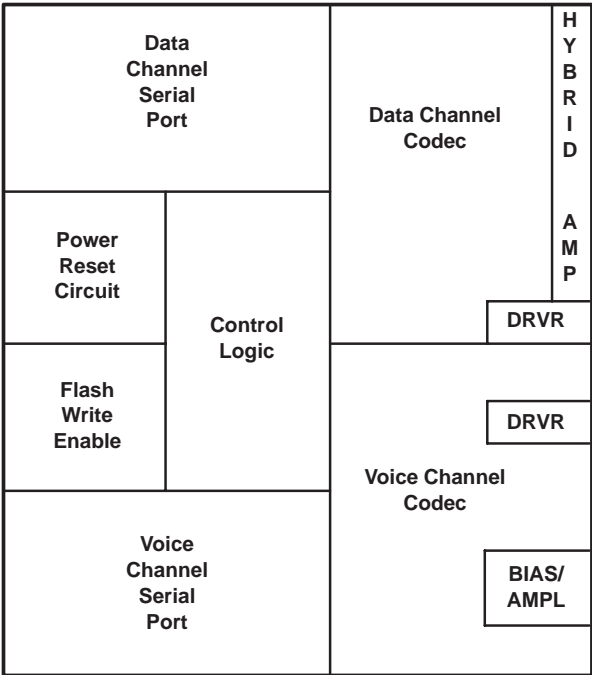 Data
Channel
Serial
Port
Data Channel
Codec
H
Y
B
R
I
D
A
M
P
Power
Reset
Circuit
Control
Logic
DRVR
Flash
Write
Enable
DRVR
Voice Channel
Codec
Voice
Channel
Serial
Port
BIAS/
AMPL